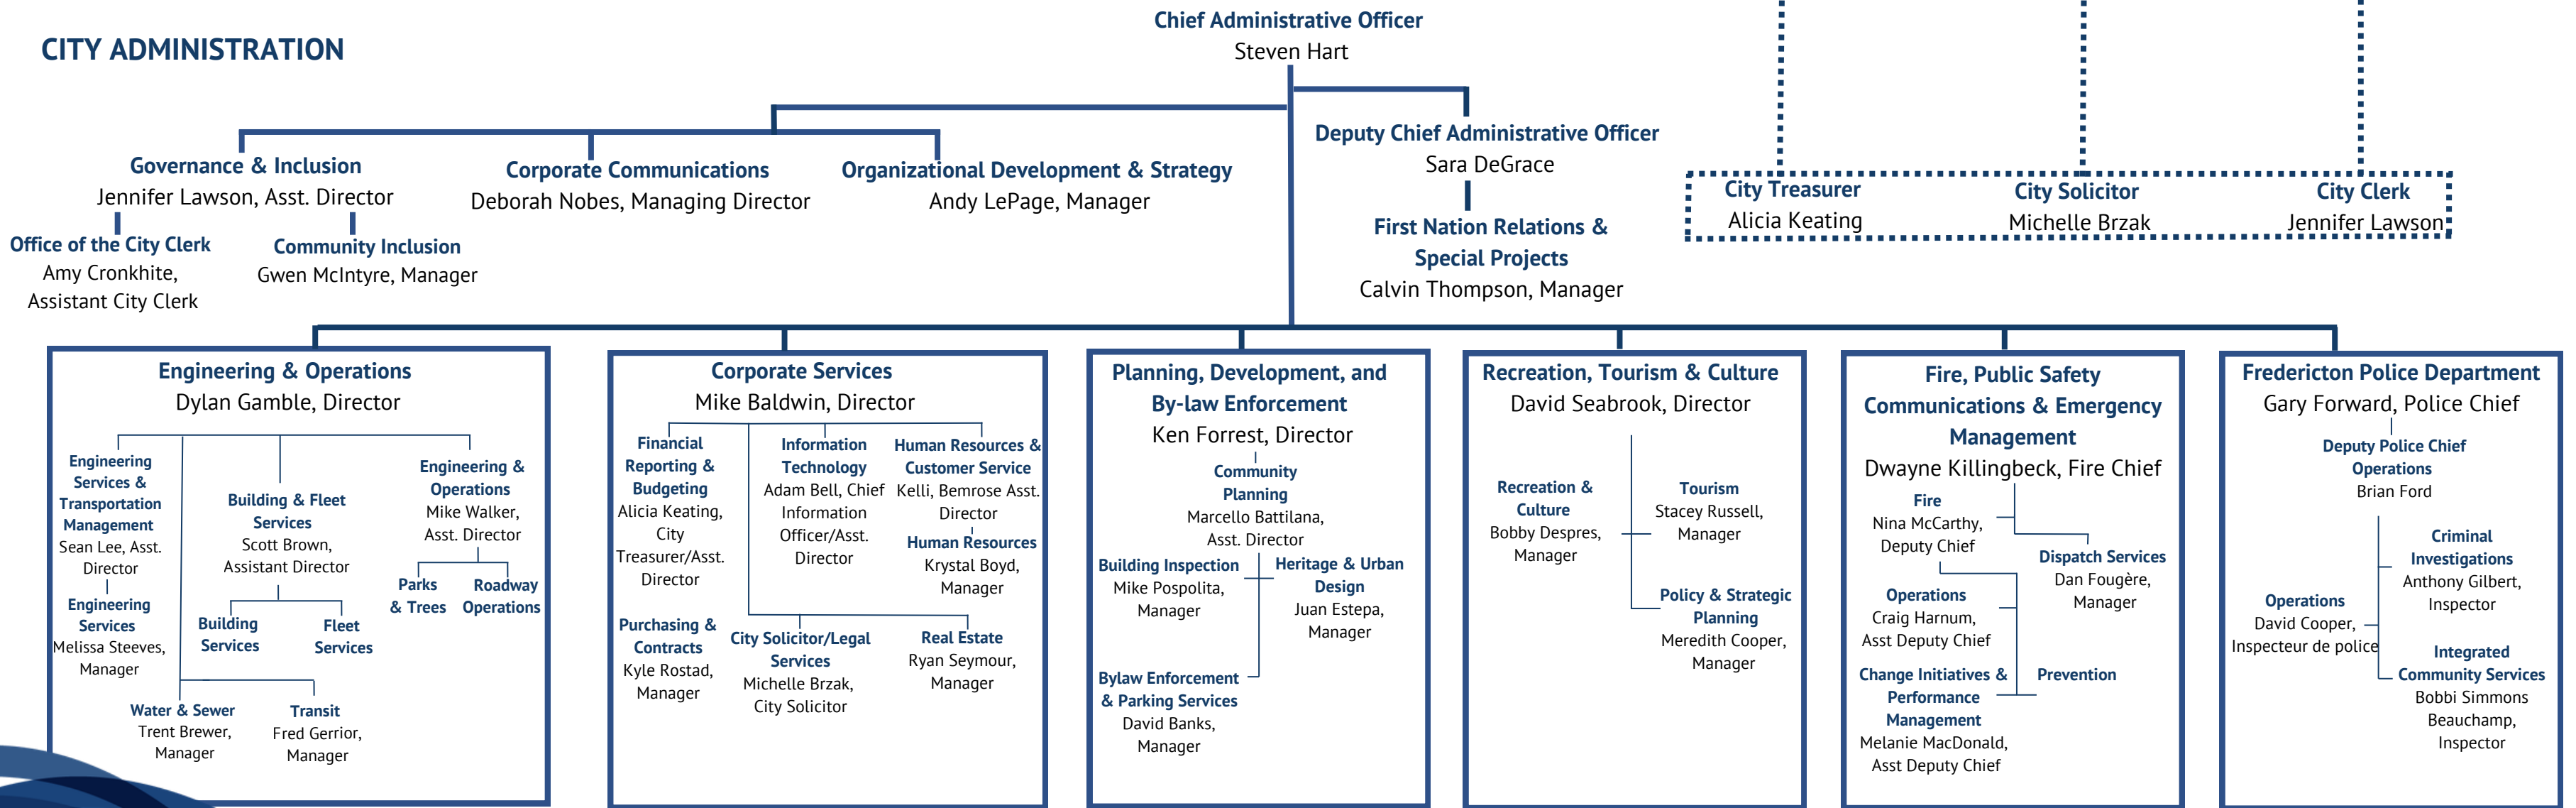 CITY ADMINISTRATION
Chief Administrative Officer
Steven Hart
Governance & Inclusion
Jennifer Lawson, Asst. Director
Office of the City Clerk
Amy Cronkhite,
Assistant City Clerk
Community Inclusion
Gwen McIntyre, Manager
Corporate Communications
Deborah Nobes, Managing Director
Organizational Development & Strategy
Andy LePage, Manager
Deputy Chief Administrative Officer
Sara DeGrace
First Nation Relations &
Special Projects
Calvin Thompson, Manager
City Treasurer
Alicia Keating
City Solicitor
Michelle Brzak
City Clerk
Jennifer Lawson
Engineering & Operations
Dylan Gamble, Director
Engineering
Services &
Transportation
Management
Sean Lee, Asst.
Director
Engineering
Services
Melissa Steeves,
Manager
Building & Fleet
Services
Scott Brown,
Assistant Director
Building
Services
Fleet
Services
Engineering &
Operations
Mike Walker,
Asst. Director
Parks
& Trees
Roadway
Operations
Water & Sewer
Trent Brewer,
Manager
Transit
Fred Gerrior,
Manager
Corporate Services
Mike Baldwin, Director
Financial
Reporting &
Budgeting
Alicia Keating,
City
Treasurer/Asst.
Director
Purchasing &
Contracts
Kyle Rostad,
Manager
Information
Technology
Adam Bell, Chief
Information
Officer/Asst.
Director
Human Resources &
Customer Service
Kelli, Bemrose Asst.
Director
Human Resources
Krystal Boyd,
Manager
City Solicitor/Legal
Services
Michelle Brzak,
City Solicitor
Real Estate
Ryan Seymour,
Manager
Planning, Development, and
By-law Enforcement
Ken Forrest, Director
Community
Planning
Marcello Battilana,
Asst. Director
Building Inspection
Mike Pospolita,
Manager
Heritage & Urban
Design
Juan Estepa,
Manager
Bylaw Enforcement
& Parking Services
David Banks,
Manager
Recreation, Tourism & Culture
David Seabrook, Director
Recreation &
Culture
Bobby Despres,
Manager
Tourism
Stacey Russell,
Manager
Policy & Strategic
Planning
Meredith Cooper,
Manager
Fire, Public Safety
Communications & Emergency
Management
Dwayne Killingbeck, Fire Chief
Fire
Nina McCarthy,
Deputy Chief
Dispatch Services
Dan Fougère,
Manager
Operations
Craig Harnum,
Asst Deputy Chief
Change Initiatives &
Performance
Management
Melanie MacDonald,
Asst Deputy Chief
Prevention
Fredericton Police Department
Gary Forward, Police Chief
Deputy Police Chief
Operations
Brian Ford
Criminal
Investigations
Anthony Gilbert,
Inspector
Operations
David Cooper,
Inspecteur de police
Integrated
Community Services
Bobbi Simmons
Beauchamp,
Inspector